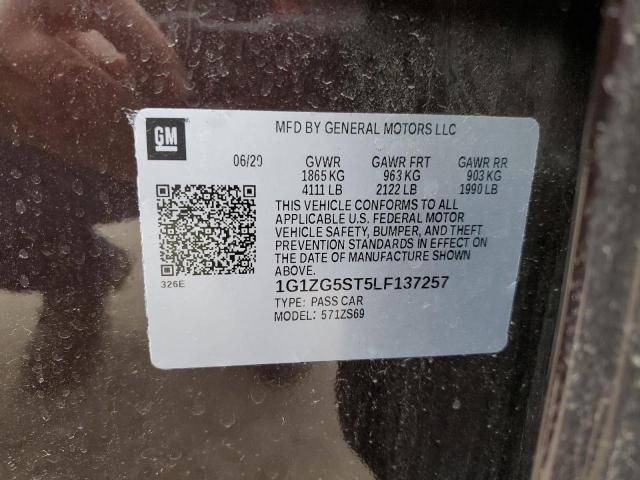 GM
MFD BY GENERAL MOTORS LLC
06/20 GVWR GAWR FRT GAWR RR
1865 KG 963 KG 903 KG
4111 LB 2122 LB 1990 LB
THIS VEHICLE CONFORMS TO ALL
APPLICABLE U.S. FEDERAL MOTOR
VEHICLE SAFETY, BUMPER, AND THEFT
PREVENTION STANDARDS IN EFFECT ON
THE DATE OF MANUFACTURE SHOWN
ABOVE.
326E
1G1ZG5ST5LF137257
TYPE: PASS CAR
MODEL: 571ZS69